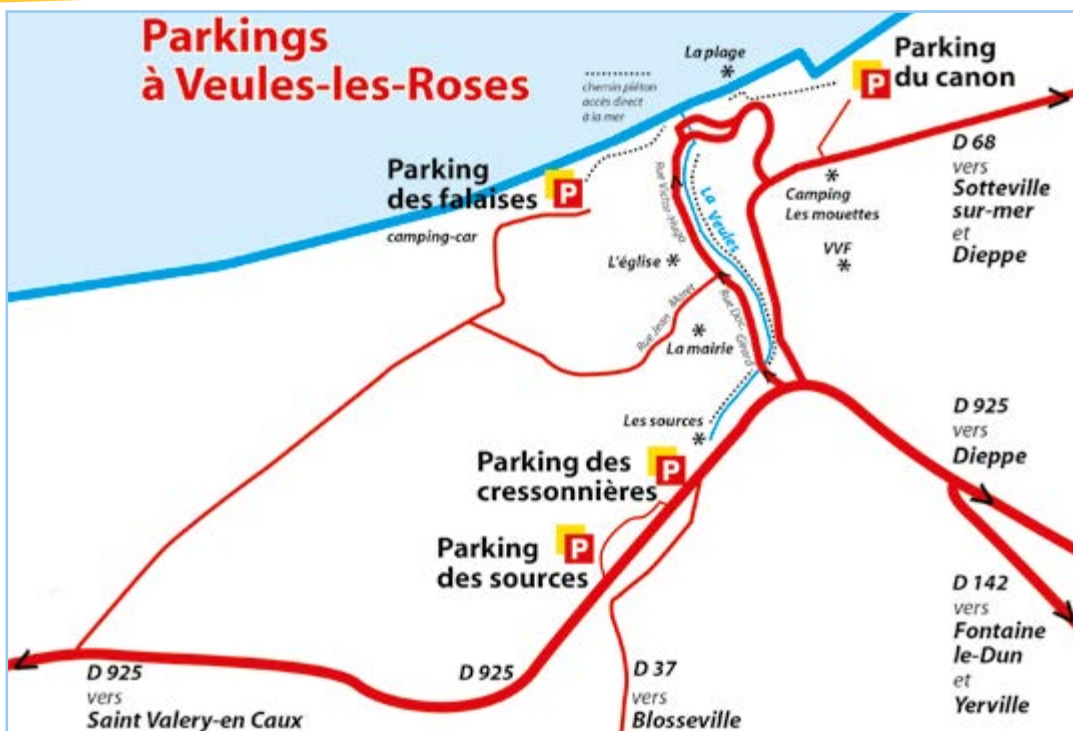 Parkings
à Veules-les-Roses
La plage
Parking
du canon
P
chemin piéton
accès direct
à la mer
Parking
des falaises
P
camping-car
D 68
vers
Sotteville
sur-mer
et
Dieppe
Camping
Les mouettes
VVF
Rue Victor-Hugo
La Veules
L'église
Rue Jean Maret
Rue Doc. Girard
La mairie
Les sources
Parking des
cressonnières
P
Parking
des sources
P
D 925
vers
Dieppe
D 142
vers
Fontaine
le-Dun
et
Yerville
D 925
vers
Saint Valery-en Caux
D 925
D 37
vers
Blosseville